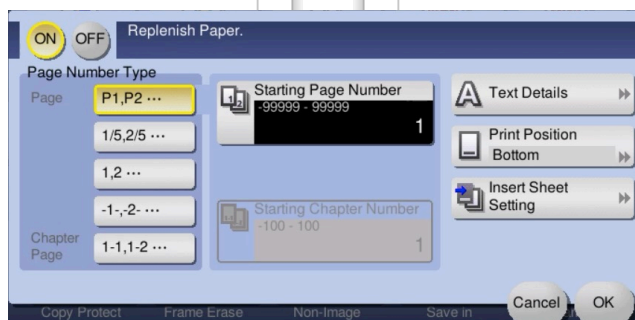 ON OFF Replenish Paper.
Page Number Type
Page
P1,P2 ···
1/5,2/5 ···
1,2 ···
-1-,-2- ···
Chapter
Page
1-1,1-2 ···
Starting Page Number
-99999 - 99999
1
Starting Chapter Number
-100 - 100
1
Text Details
Print Position
Bottom
Insert Sheet
Setting
Cancel OK
Copy Protect Frame Erase Non-Image Save in